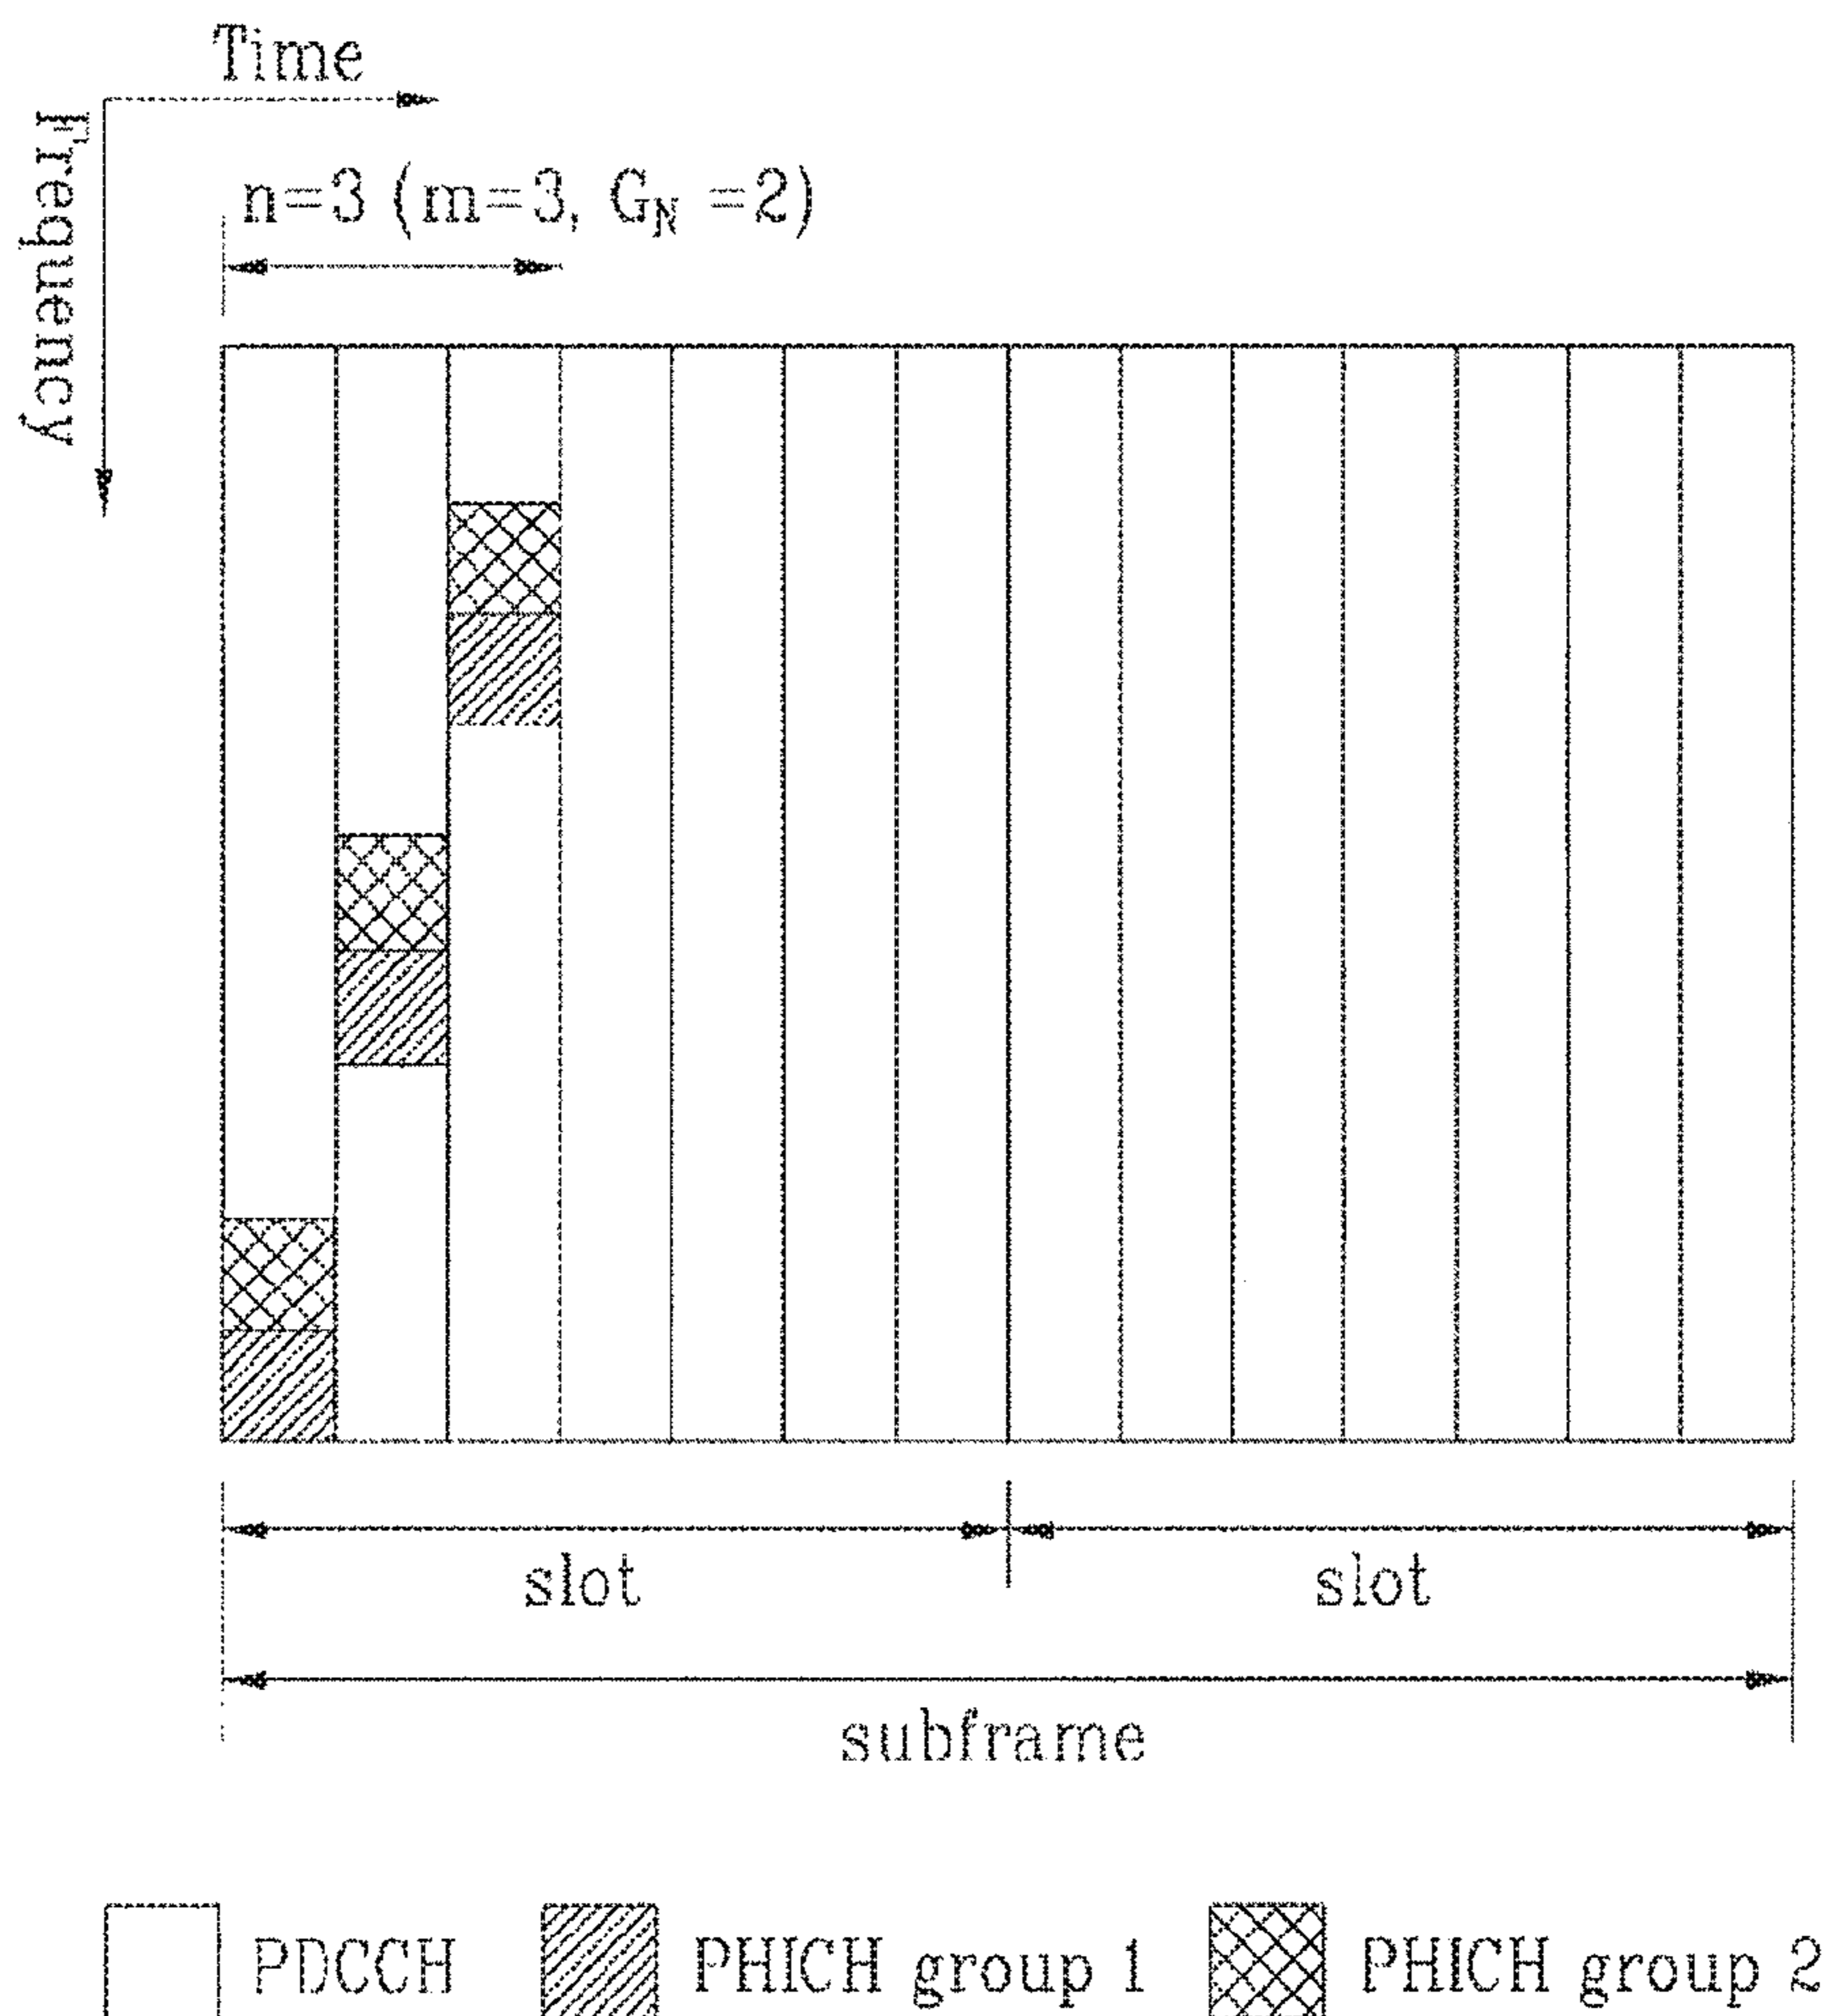 Time
Frequency
n=3 (m=3, G_N =2)
slot
slot
subframe
PDCCH
PHICH group 1
PHICH group 2